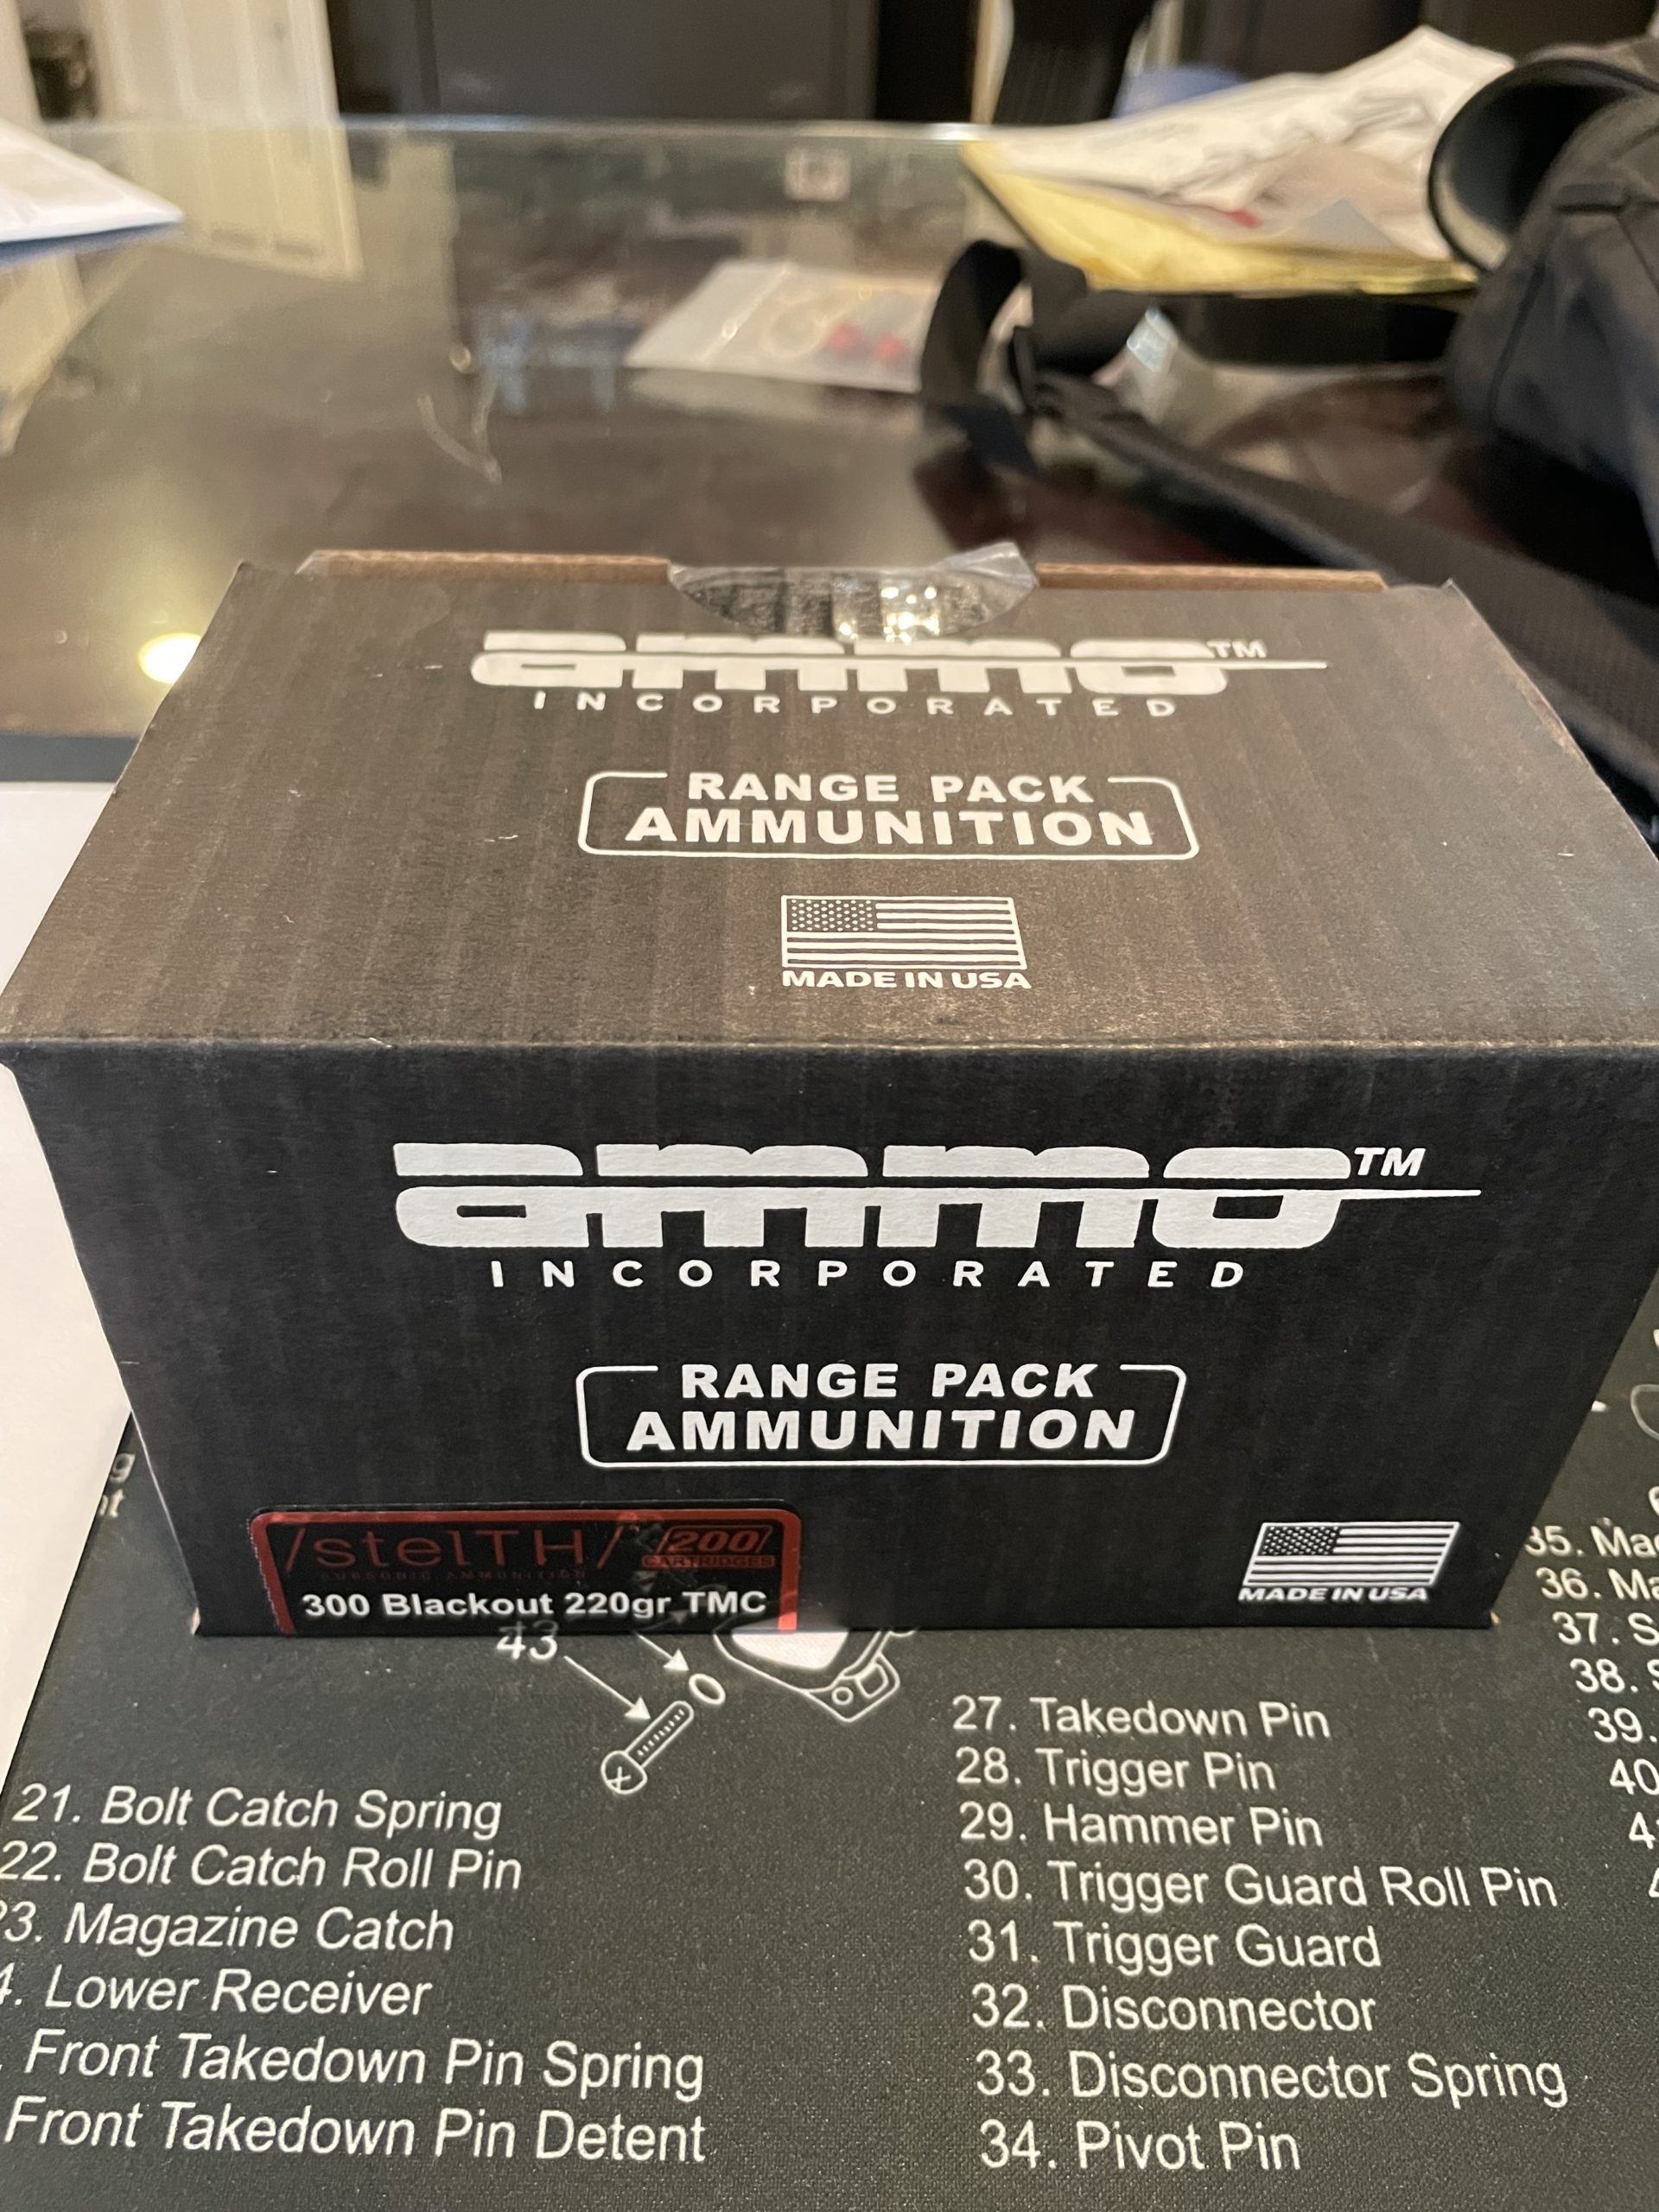 ammo™
INCORPORATED
RANGE PACK
AMMUNITION
MADE IN USA
ammo™
INCORPORATED
RANGE PACK
AMMUNITION
/stelTH/
200
CARTRIDGES
SUBSONIC AMMUNITION
300 Blackout 220gr TMC
MADE IN USA
43
21. Bolt Catch Spring
22. Bolt Catch Roll Pin
3. Magazine Catch
4. Lower Receiver
. Front Takedown Pin Spring
Front Takedown Pin Detent
27. Takedown Pin
28. Trigger Pin
29. Hammer Pin
30. Trigger Guard Roll Pin
31. Trigger Guard
32. Disconnector
33. Disconnector Spring
34. Pivot Pin
35. Ma
36. Ma
37. S
38.
39.
40